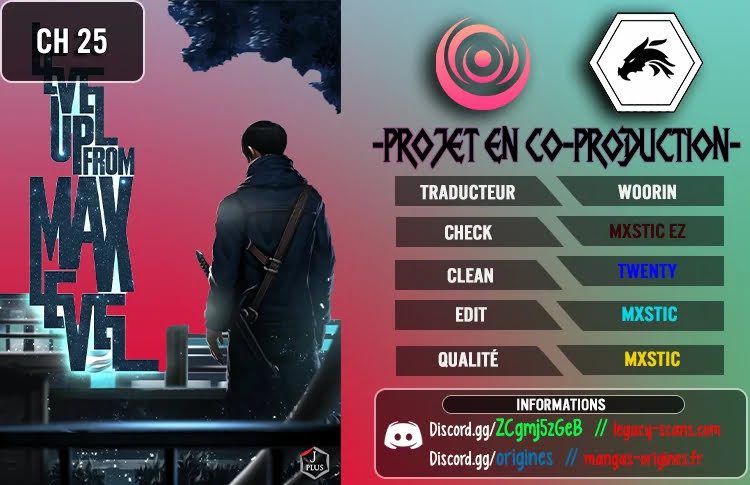 CH 25
LEVEL
UP FROM
MAX
LEVEL
J
PLUS
-PROJET EN CO-PRODUCTION-
TRADUCTEUR WOORIN
CHECK MXSTIC EZ
CLEAN TWENTY
EDIT MXSTIC
QUALITÉ MXSTIC
INFORMATIONS
Discord.gg/ZCgmj5zGeB // legacy-scans.com
Discord.gg/origines // mangas-origines.fr